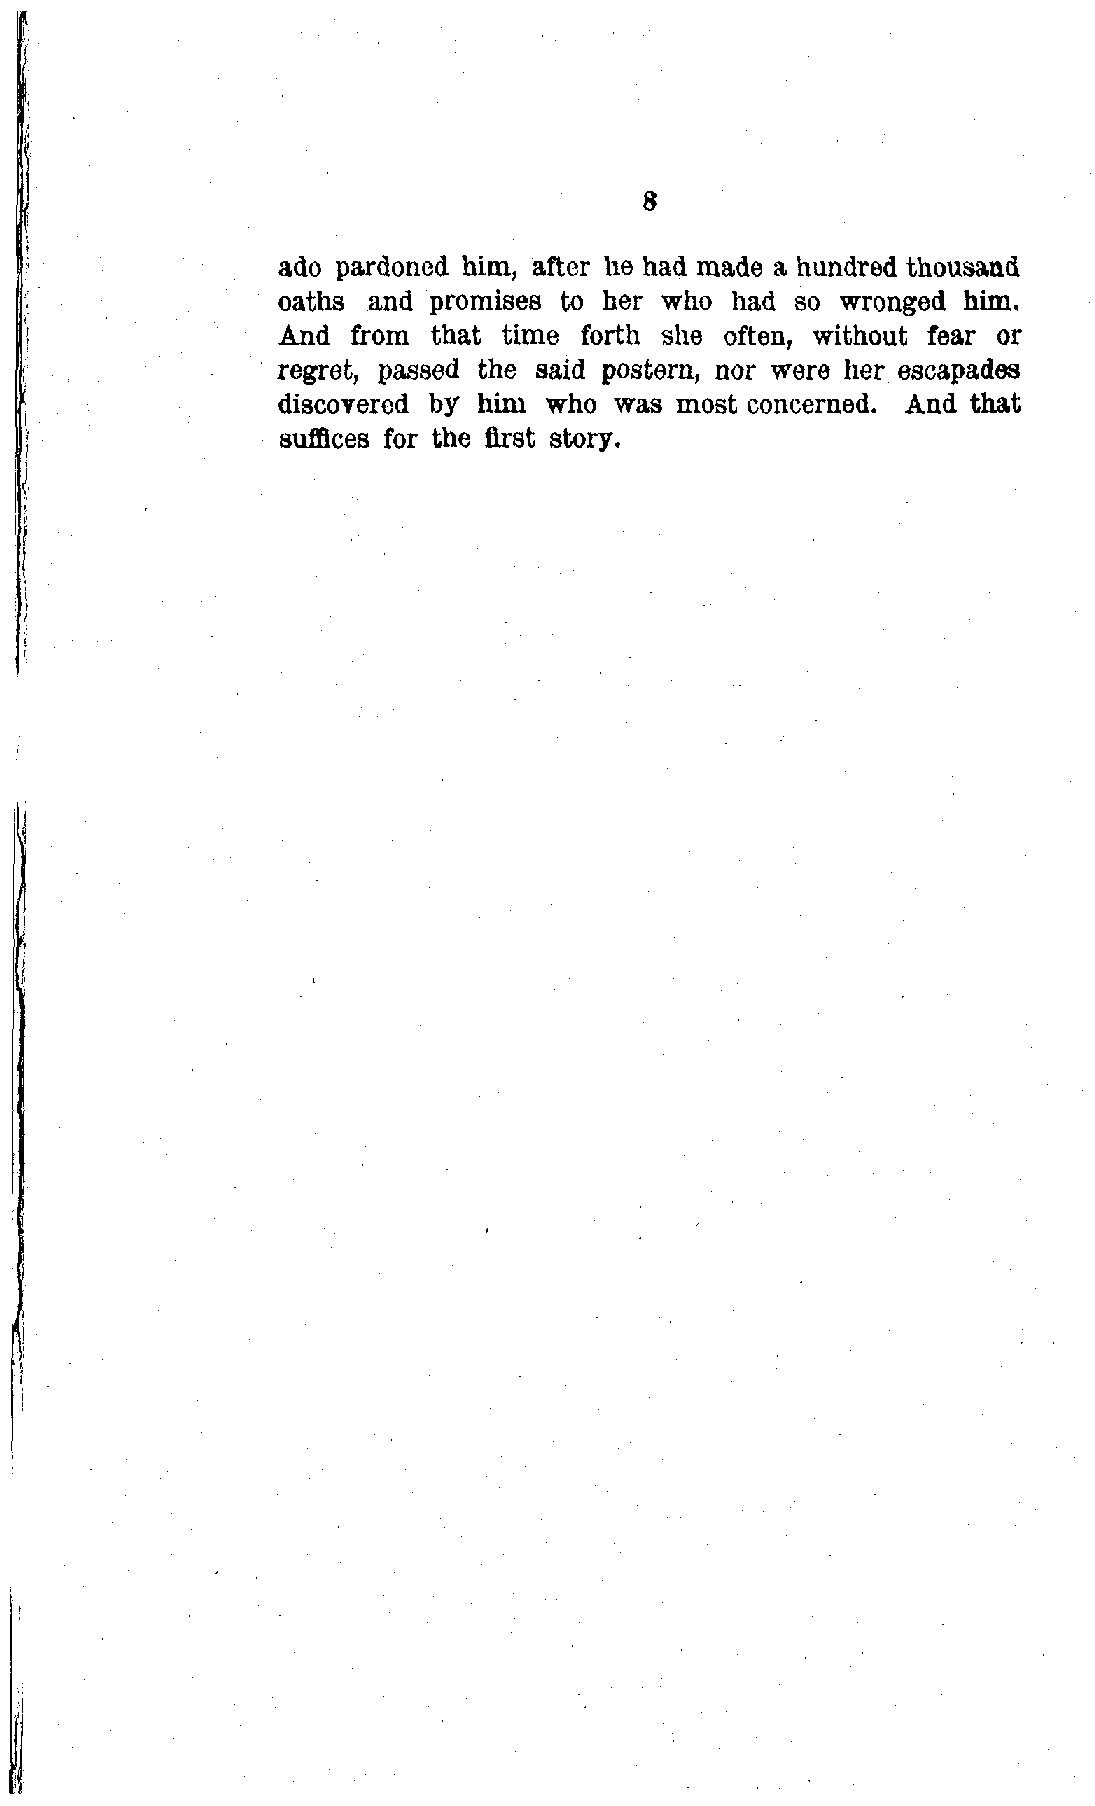 8
ado pardoned him, after he had made a hundred thousand
oaths and promises to her who had so wronged him.
And from that time forth she often, without fear or
regret, passed the said postern, nor were her escapades
discovered by him who was most concerned. And that
suffices for the first story.